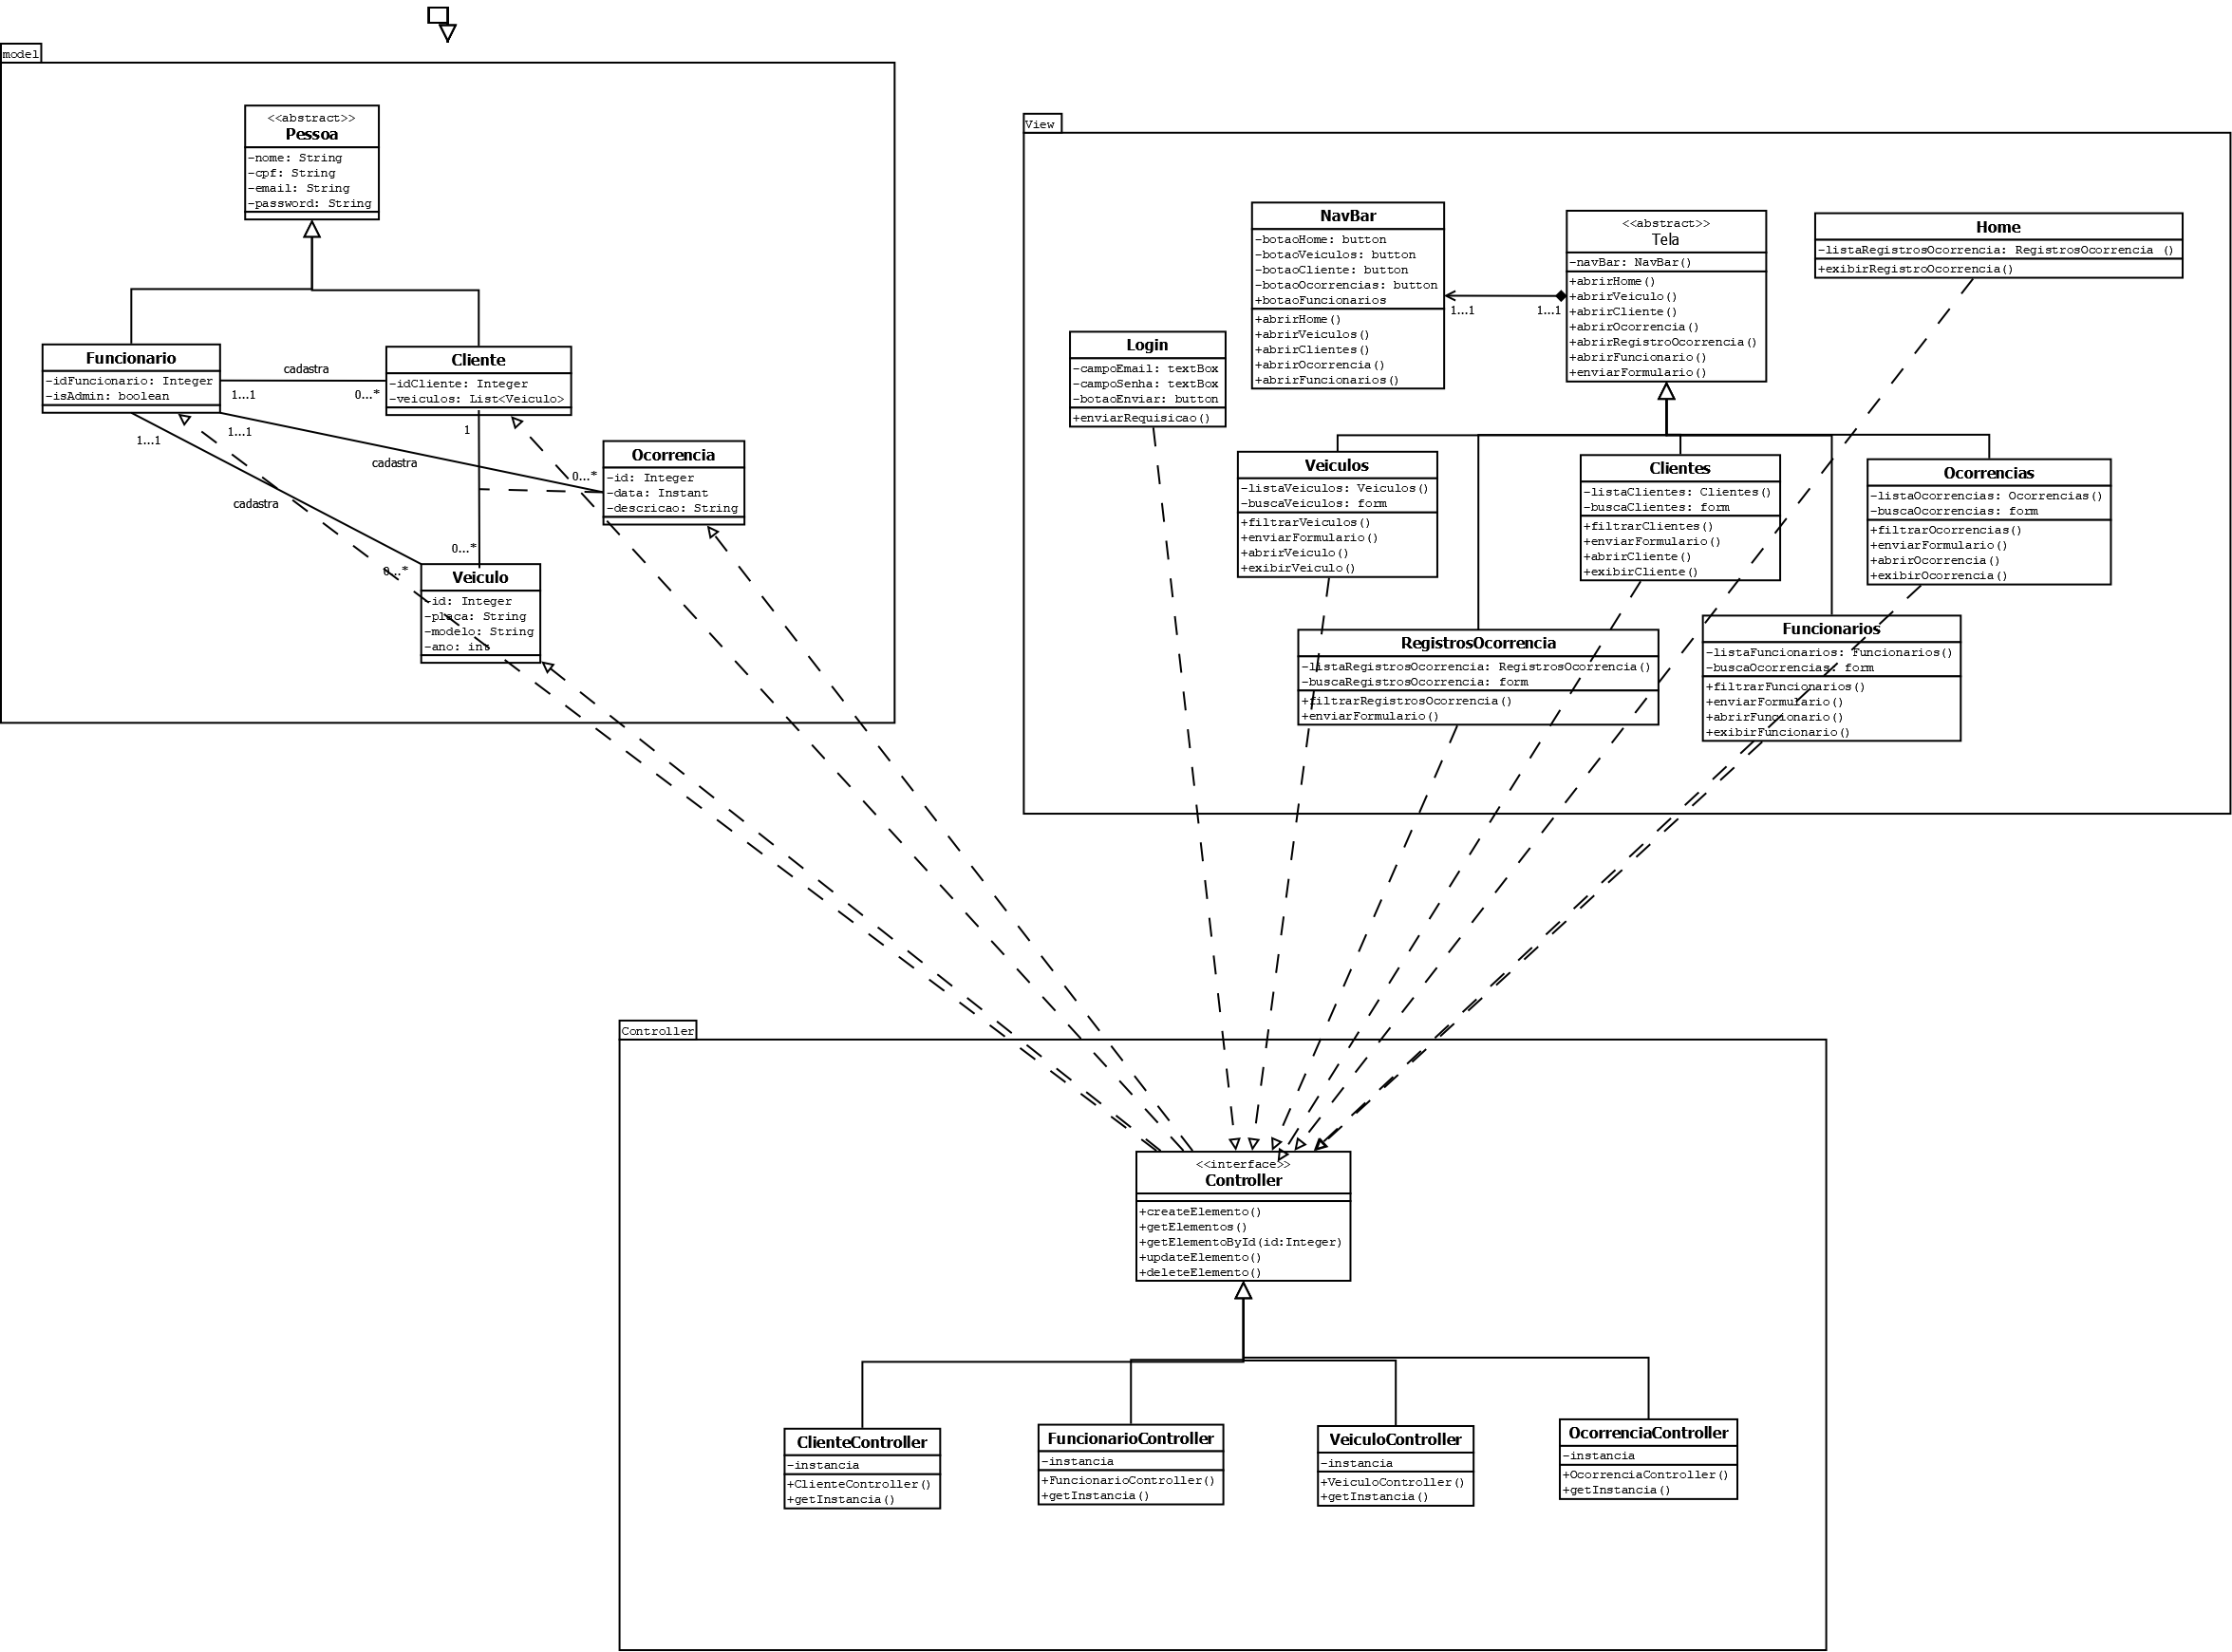 model
<<abstract>>
Pessoa
-nome: String
-cpf: String
-email: String
-password: String
Funcionario
-idFuncionario: Integer
-isAdmin: boolean
cadastra
1...1
0...*
Cliente
-idCliente: Integer
-veiculos: List<Veiculo>
1...1
1...1
cadastra
cadastra
1
0...*
0...*
0...*
Ocorrencia
-id: Integer
-data: Instant
-descricao: String
Veiculo
-id: Integer
-placa: String
-modelo: String
-ano: int
View
NavBar
-botaoHome: button
-botaoVeiculos: button
-botaoCliente: button
-botaoOcorrencias: button
+botaoFuncionarios
+abrirHome()
+abrirVeiculos()
+abrirClientes()
+abrirOcorrencia()
+abrirFuncionarios()
1...1
1...1
<<abstract>>
Tela
-navBar: NavBar()
+abrirHome()
+abrirVeiculo()
+abrirCliente()
+abrirOcorrencia()
+abrirRegistroOcorrencia()
+abrirFuncionario()
+enviarFormulario()
Home
-listaRegistrosOcorrencia: RegistrosOcorrencia ()
+exibirRegistroOcorrencia()
Login
-campoEmail: textBox
-campoSenha: textBox
-botaoEnviar: button
+enviarRequisicao()
Veiculos
-listaVeiculos: Veiculos()
-buscaVeiculos: form
+filtrarVeiculos()
+enviarFormulario()
+abrirVeiculo()
+exibirVeiculo()
Clientes
-listaClientes: Clientes()
-buscaClientes: form
+filtrarClientes()
+enviarFormulario()
+abrirCliente()
+exibirCliente()
Ocorrencias
-listaOcorrencias: Ocorrencias()
-buscaOcorrencias: form
+filtrarOcorrencias()
+enviarFormulario()
+abrirOcorrencia()
+exibirOcorrencia()
RegistrosOcorrencia
-listaRegistrosOcorrencia: RegistrosOcorrencia()
-buscaRegistrosOcorrencia: form
+filtrarRegistrosOcorrencia()
+enviarFormulario()
Funcionarios
-listaFuncionarios: Funcionarios()
-buscaOcorrencias: form
+filtrarFuncionarios()
+enviarFormulario()
+abrirFuncionario()
+exibirFuncionario()
Controller
<<interface>>
Controller
+createElemento()
+getElementos()
+getElementoById(id:Integer)
+updateElemento()
+deleteElemento()
ClienteController
-instancia
+ClienteController()
+getInstancia()
FuncionarioController
-instancia
+FuncionarioController()
+getInstancia()
VeiculoController
-instancia
+VeiculoController()
+getInstancia()
OcorrenciaController
-instancia
+OcorrenciaController()
+getInstancia()